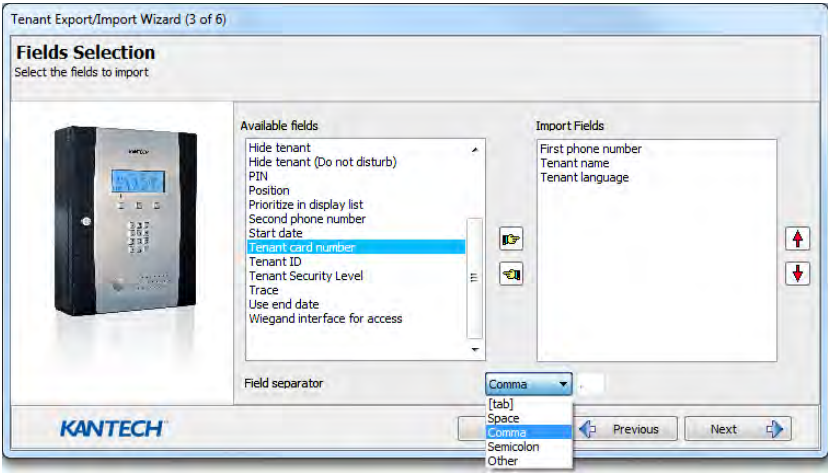 Tenant Export/Import Wizard (3 of 6)
Fields Selection
Select the fields to import
Available fields
Hide tenant
Hide tenant (Do not disturb)
PIN
Position
Prioritize in display list
Second phone number
Start date
Tenant card number
Tenant ID
Tenant Security Level
Trace
Use end date
Wiegand interface for access
Import Fields
First phone number
Tenant name
Tenant language
KANTECH
Field separator
Comma
,
[tab]
Space
Comma
Semicolon
Other
KANTECH
Previous
Next